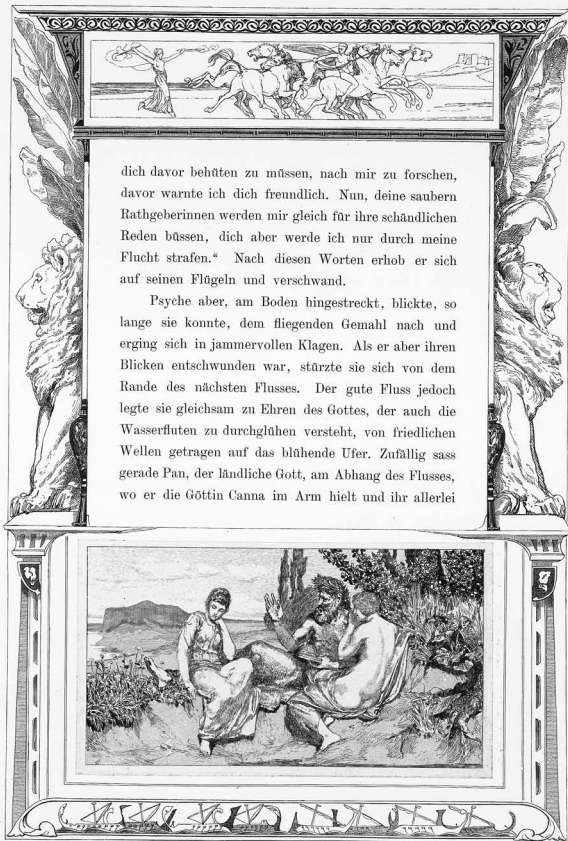 dich davor behüten zu müssen, nach mir zu forschen,
davor warnte ich dich freundlich. Nun, deine saubern
Rathgeberinnen werden mir gleich für ihre schändlichen
Reden büssen, dich aber werde ich nur durch meine
Flucht strafen.“ Nach diesen Worten erhob er sich
auf seinen Flügeln und verschwand.
Psyche aber, am Boden hingestreckt, blickte, so
lange sie konnte, dem fliegenden Gemahl nach und
erging sich in jammervollen Klagen. Als er aber ihren
Blicken entschwunden war, stürzte sie sich von dem
Rande des nächsten Flusses. Der gute Fluss jedoch
legte sie gleichsam zu Ehren des Gottes, der auch die
Wasserfluten zu durchglühen versteht, von friedlichen
Wellen getragen auf das blühende Ufer. Zufällig sass
gerade Pan, der ländliche Gott, am Abhang des Flusses,
wo er die Göttin Canna im Arm hielt und ihr allerlei